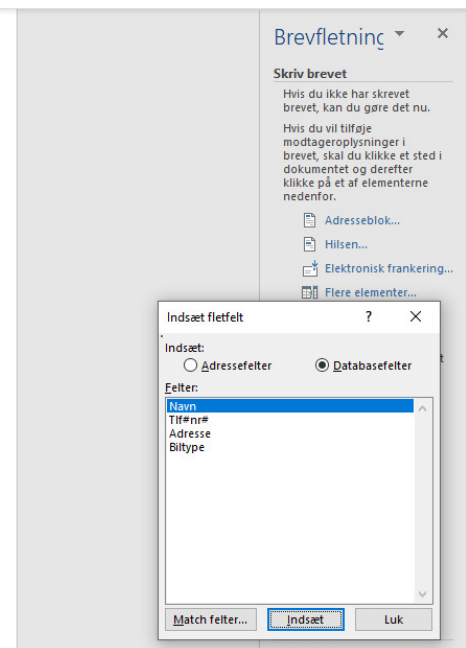 Brevfletning
Skriv brevet
Hvis du ikke har skrevet
brevet, kan du gøre det nu.
Hvis du vil tilføje
modtageroplysninger i
brevet, skal du klikke et sted i
dokumentet og derefter
klikke på et af elementerne
nedenfor.
Adresseblok...
Hilsen...
Elektronisk frankering...
Flere elementer...
Indsæt fletfelt
Indsæt:
Adressefelter
Databasefelter
Felter:
Navn
Tlf#nr#
Adresse
Biltype
Match felter...
Indsæt
Luk